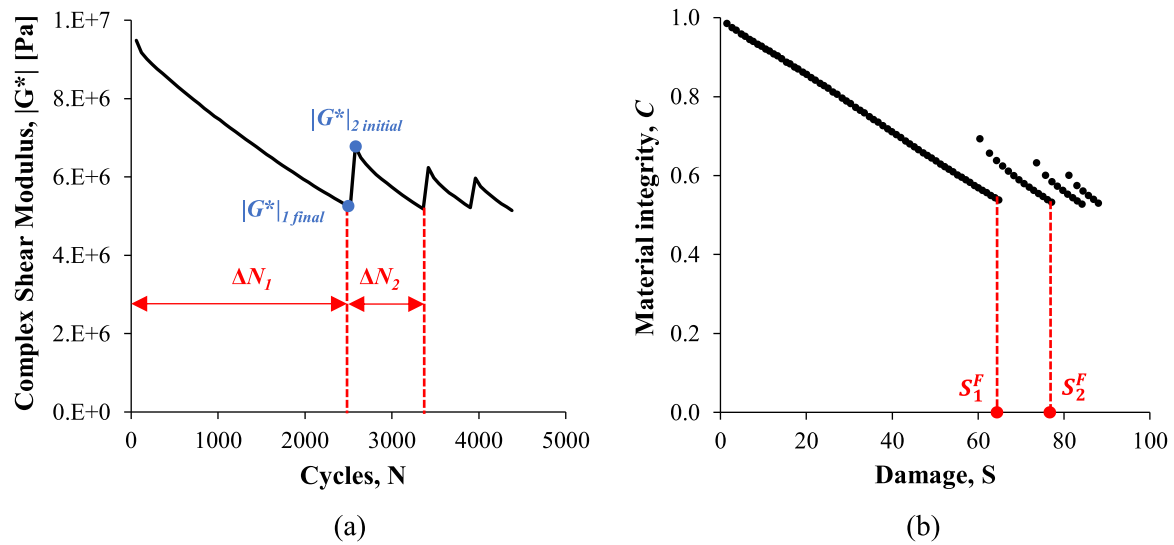 Complex Shear Modulus, |G*| [Pa]
1.E+7
8.E+6
6.E+6
4.E+6
2.E+6
0.E+0
|G*|2 initial
|G*|1 final
ΔN1
ΔN2
0
1000
2000
3000
4000
5000
Cycles, N
(a)
Material integrity, C
1.0
0.8
0.6
0.4
0.2
0.0
S1F
S2F
0
20
40
60
80
100
Damage, S
(b)